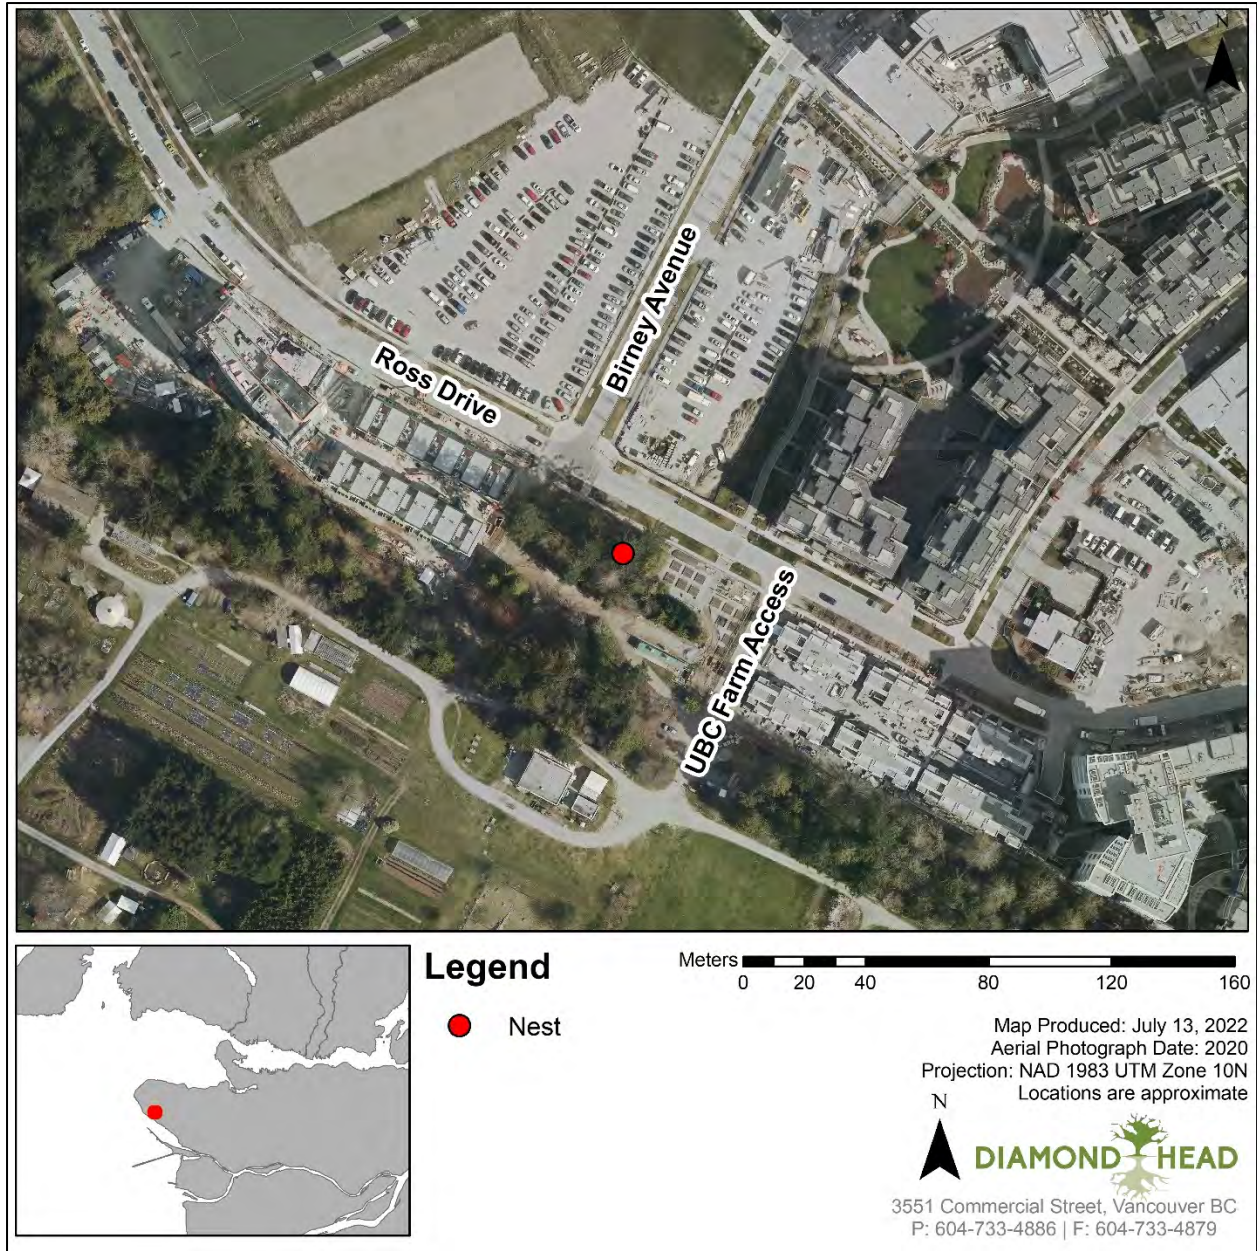 N
Ross Drive
Birney Avenue
UBC Farm Access
Legend
Nest
Meters
0 20 40 80 120 160
Map Produced: July 13, 2022
Aerial Photograph Date: 2020
Projection: NAD 1983 UTM Zone 10N
Locations are approximate
N
DIAMOND HEAD
3551 Commercial Street, Vancouver BC
P: 604-733-4886 | F: 604-733-4879